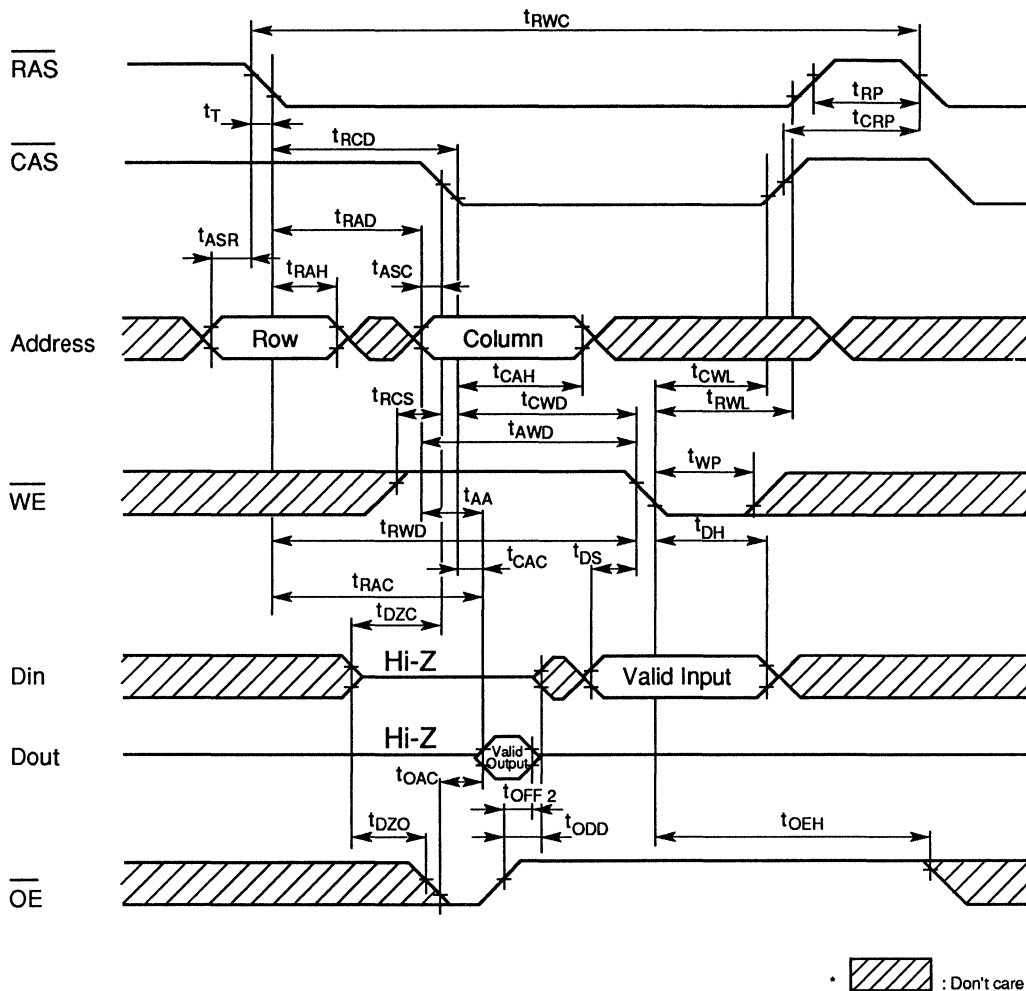 tRWC
RAS
tRP
tT
tCRP
tRCD
CAS
tRAD
tASR
tRAH
tASC
Address
Row
Column
tCAH
tCWL
tRCS
tCWD
tRWL
tAWD
tWP
WE
tAA
tRWD
tDH
tCAC
tDS
tRAC
tDZC
Hi-Z
Din
Valid Input
Hi-Z
Dout
Valid
Output
tOAC
tOFF 2
tDZO
tODD
tOEH
OE
* : Don't care